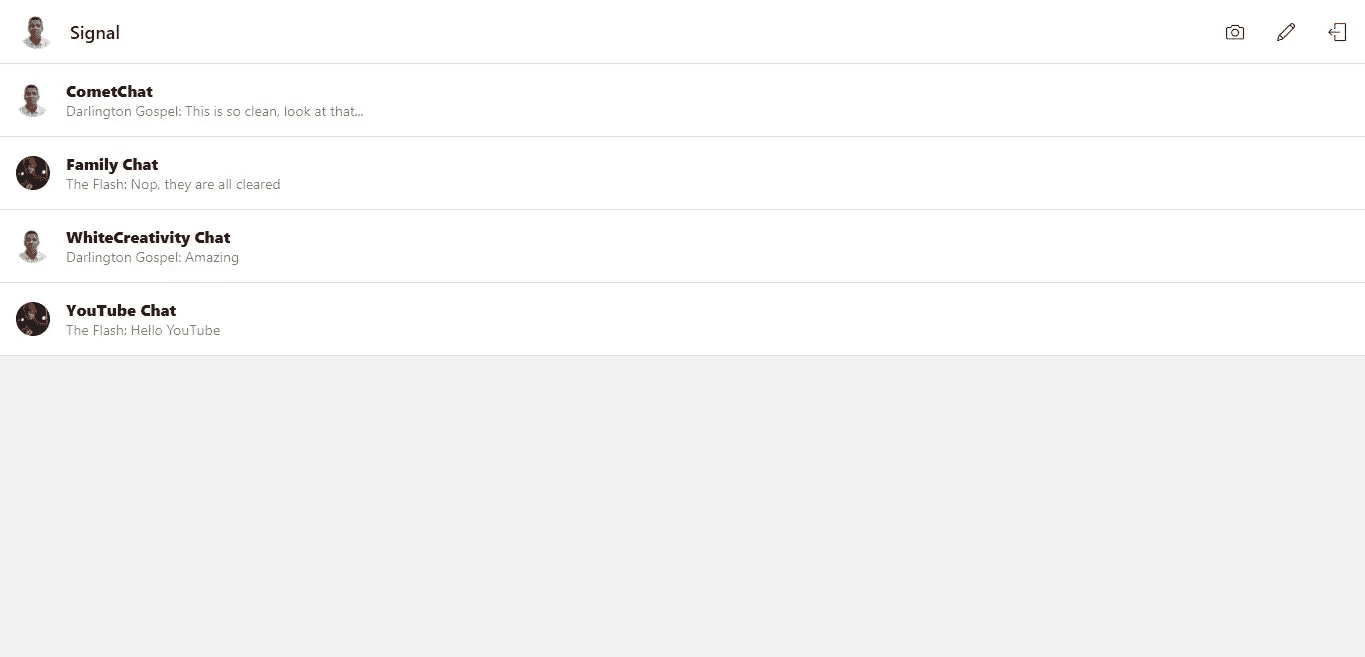 Signal
CometChat
Darlington Gospel: This is so clean, look at that...
Family Chat
The Flash: Nop, they are all cleared
WhiteCreativity Chat
Darlington Gospel: Amazing
YouTube Chat
The Flash: Hello YouTube